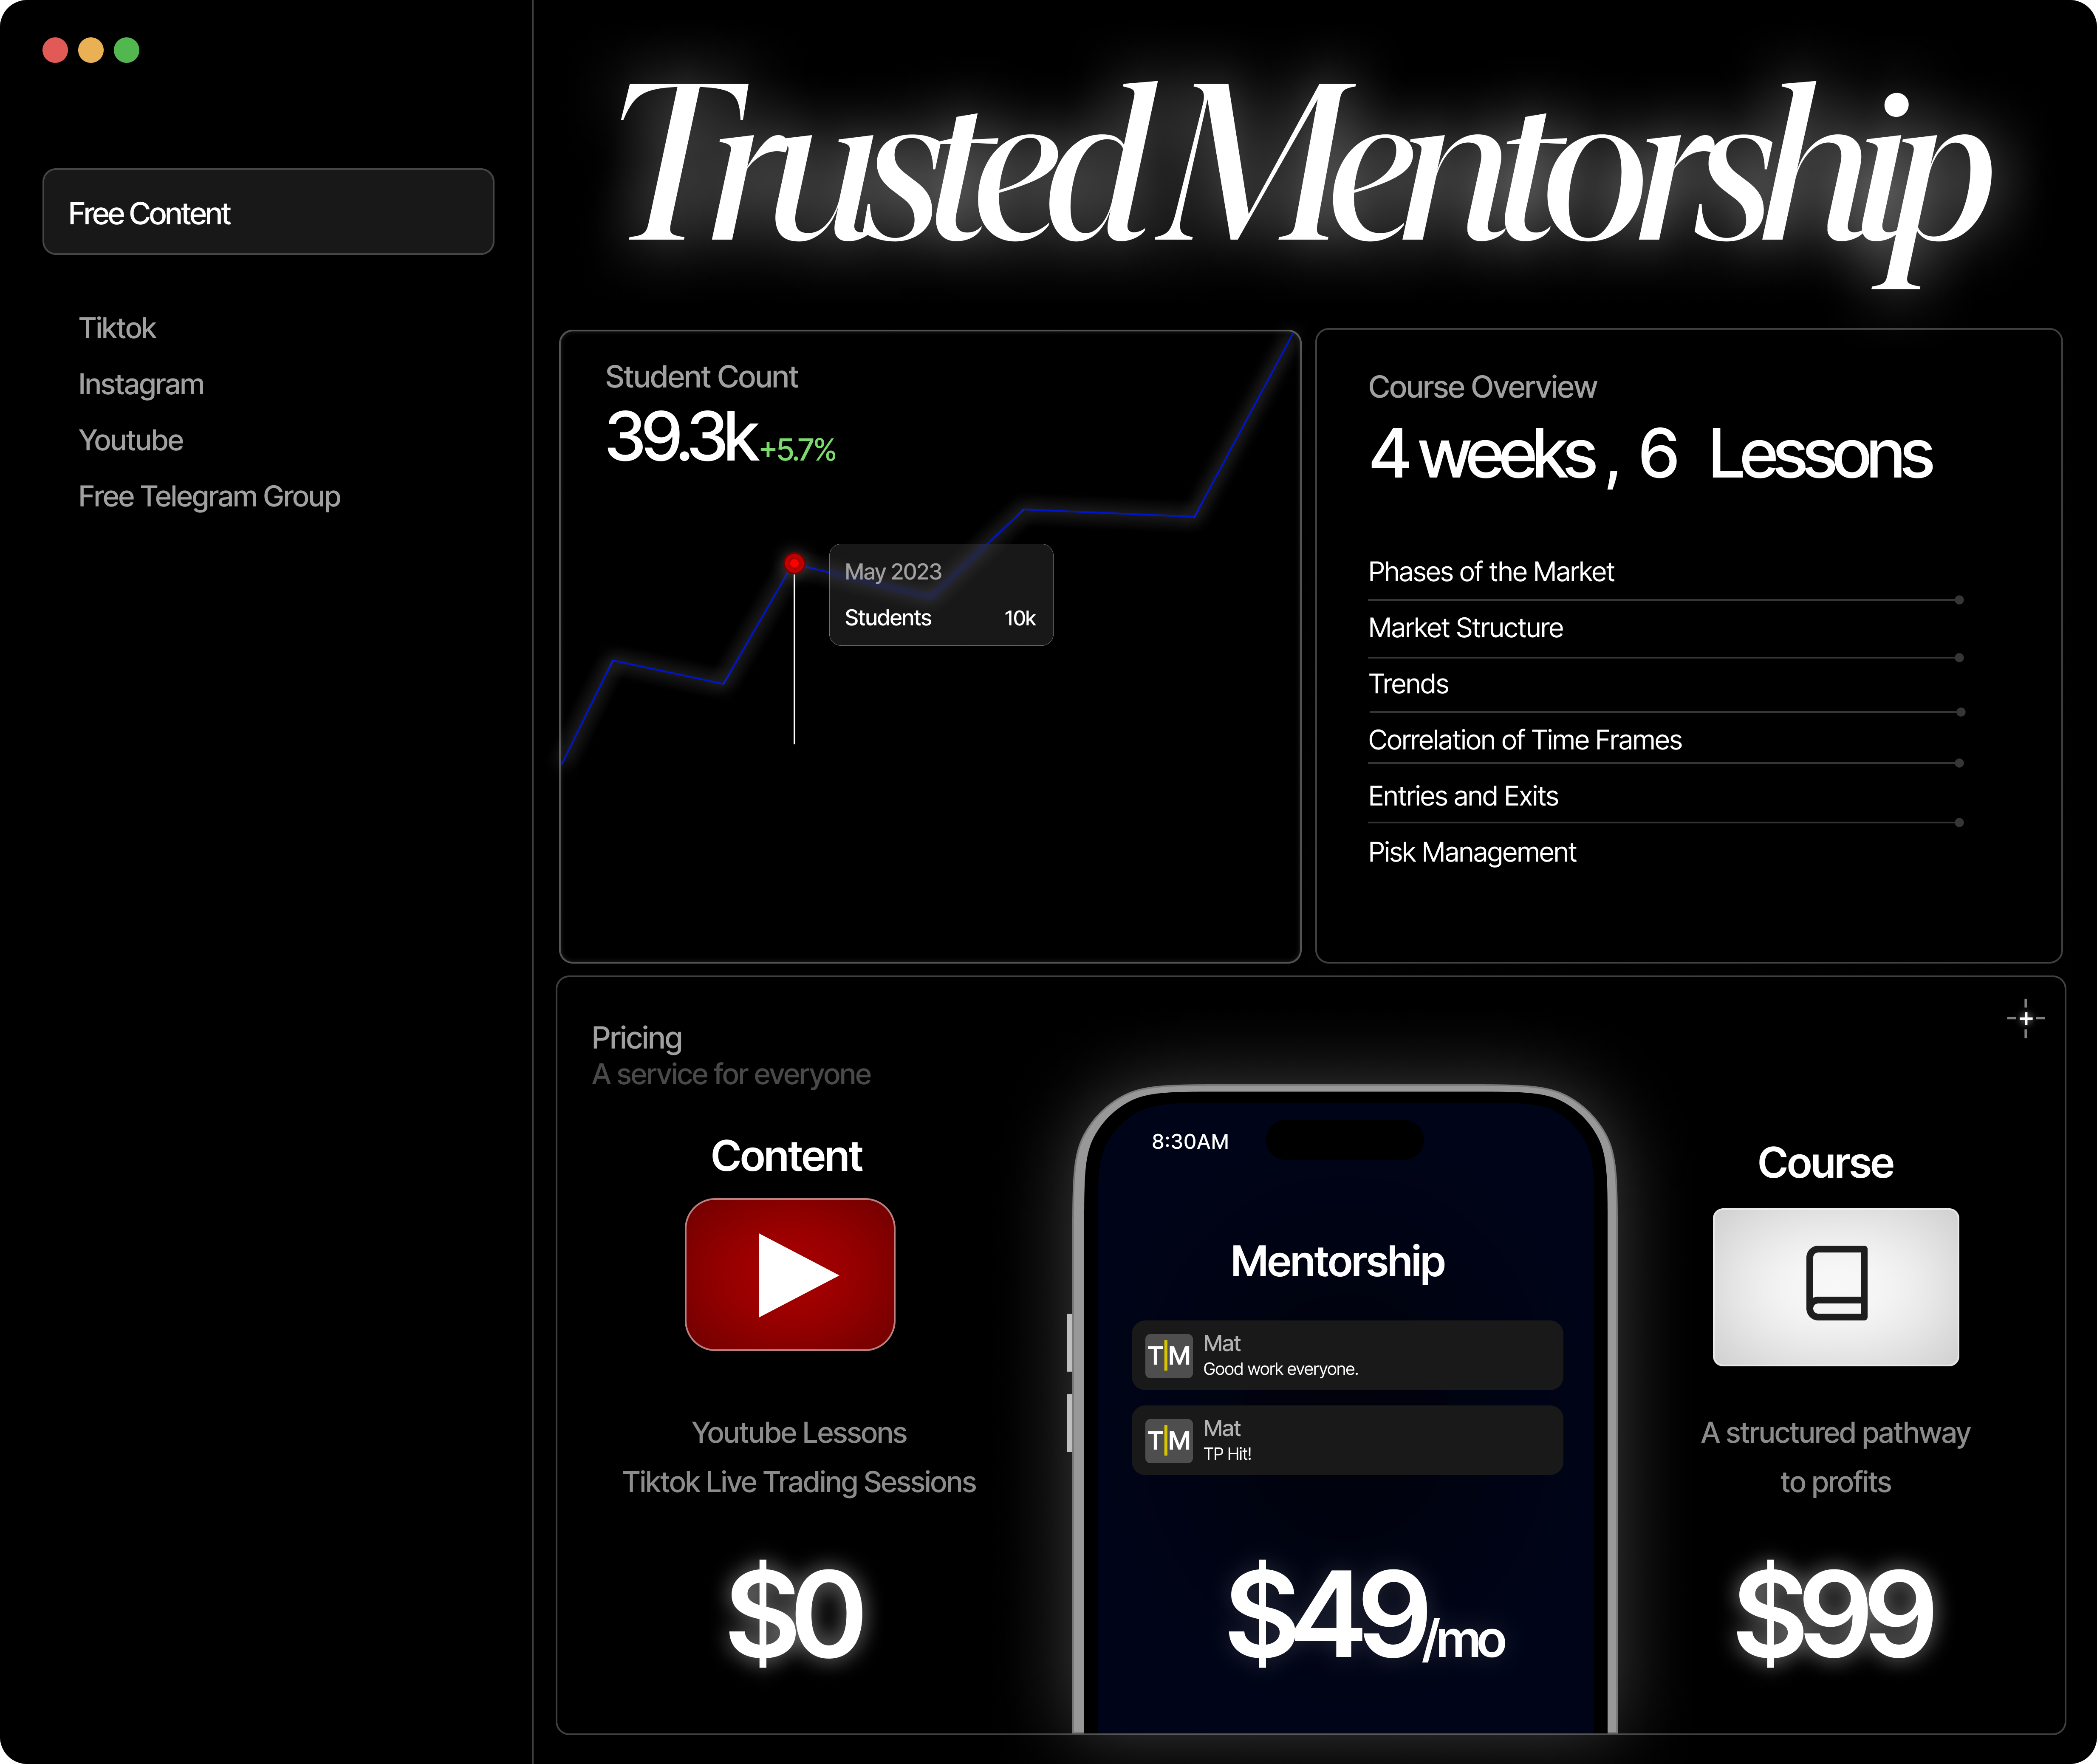 Free Content
Tiktok
Instagram
Youtube
Free Telegram Group
Trusted Mentorship
Student Count
39.3k+5.7%
May 2023
Students 10k
Course Overview
4 weeks , 6 Lessons
Phases of the Market
Market Structure
Trends
Correlation of Time Frames
Entries and Exits
Pisk Management
Pricing
A service for everyone
Content
Youtube Lessons
Tiktok Live Trading Sessions
$0
8:30AM
Mentorship
T|M
Mat
Good work everyone.
T|M
Mat
TP Hit!
$49/mo
Course
A structured pathway
to profits
$99